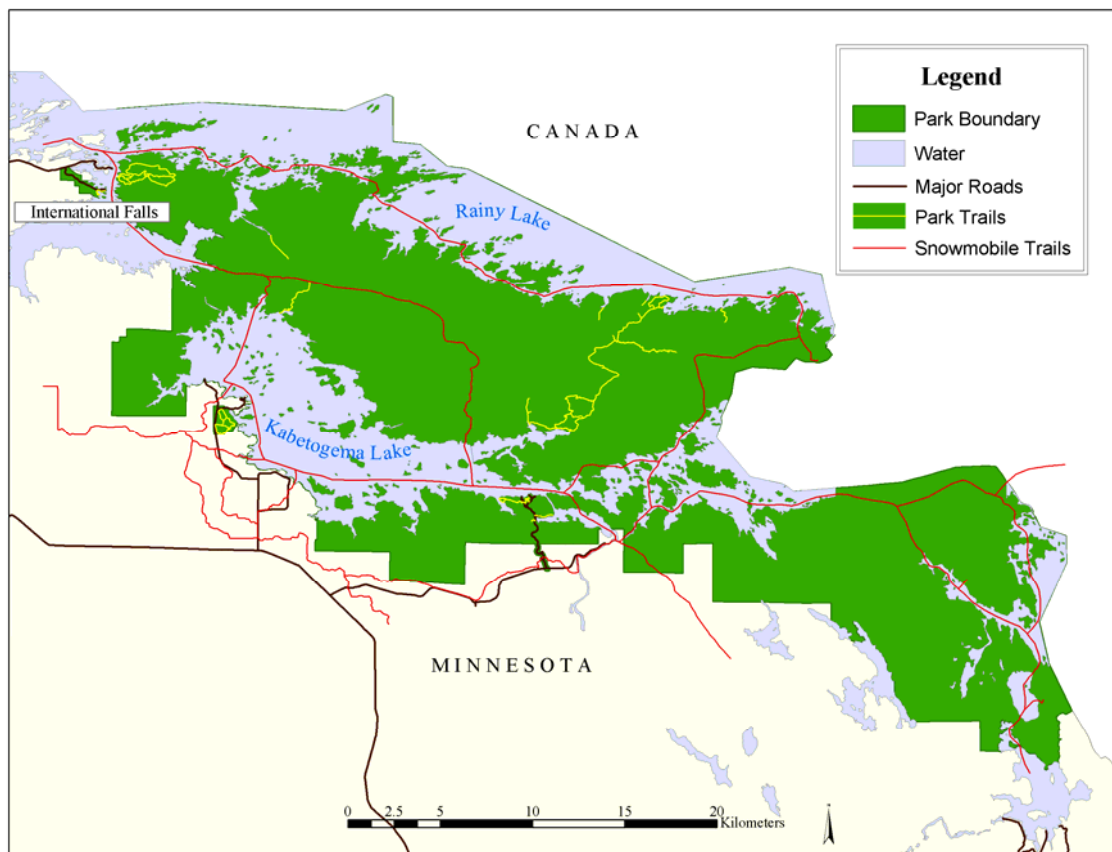 CANADA
Legend
Park Boundary
Water
Major Roads
Park Trails
Snowmobile Trails
International Falls
Rainy Lake
Kabetogema Lake
MINNESOTA
0 2.5 5 10 15 20
Kilometers